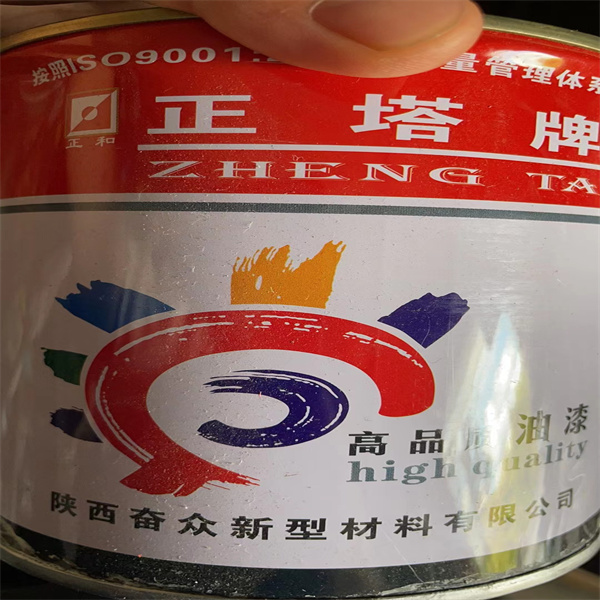 按照ISO9001:2 量管理体系
正和
正塔牌
ZHENG TA
高品质油漆
high quality
陕西奋众新型材料有限公司